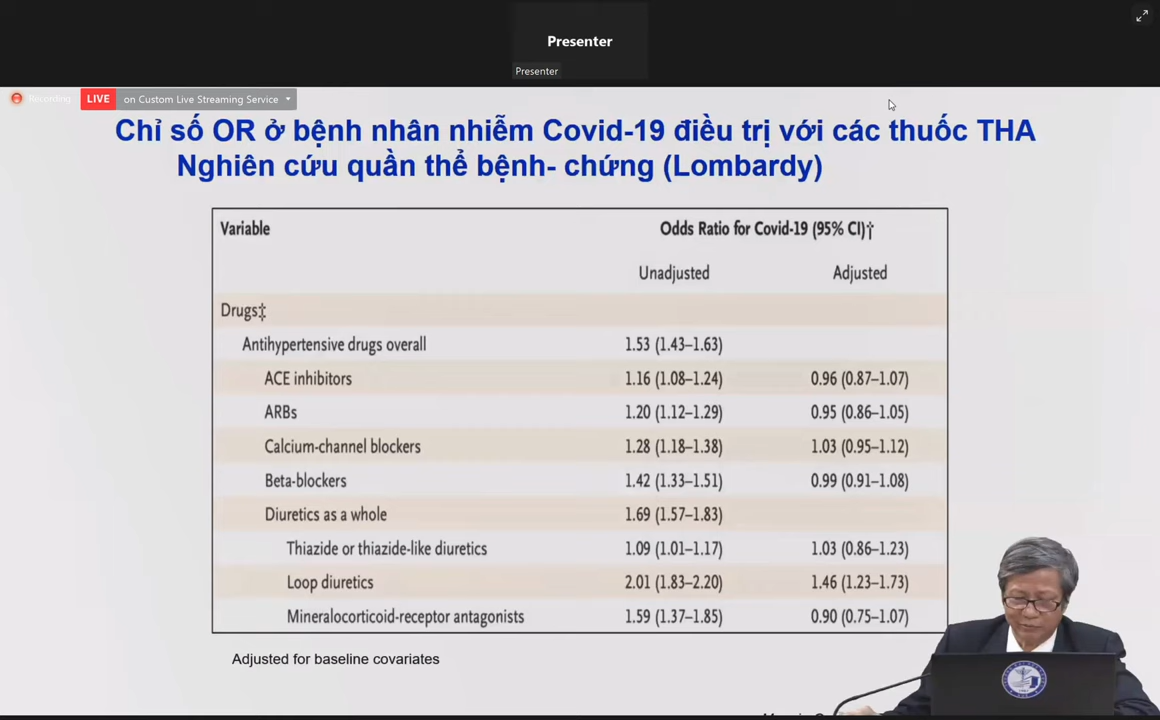 Presenter
Presenter
Recording
LIVE on Custom Live Streaming Service
Chỉ số OR ở bệnh nhân nhiễm Covid-19 điều trị với các thuốc THA
Nghiên cứu quần thể bệnh- chứng (Lombardy)
Variable Odds Ratio for Covid-19 (95% CI)†
Unadjusted Adjusted
Drugs‡
Antihypertensive drugs overall 1.53 (1.43–1.63)
ACE inhibitors 1.16 (1.08–1.24) 0.96 (0.87–1.07)
ARBs 1.20 (1.12–1.29) 0.95 (0.86–1.05)
Calcium-channel blockers 1.28 (1.18–1.38) 1.03 (0.95–1.12)
Beta-blockers 1.42 (1.33–1.51) 0.99 (0.91–1.08)
Diuretics as a whole 1.69 (1.57–1.83)
Thiazide or thiazide-like diuretics 1.09 (1.01–1.17) 1.03 (0.86–1.23)
Loop diuretics 2.01 (1.83–2.20) 1.46 (1.23–1.73)
Mineralocorticoid-receptor antagonists 1.59 (1.37–1.85) 0.90 (0.75–1.07)
Adjusted for baseline covariates